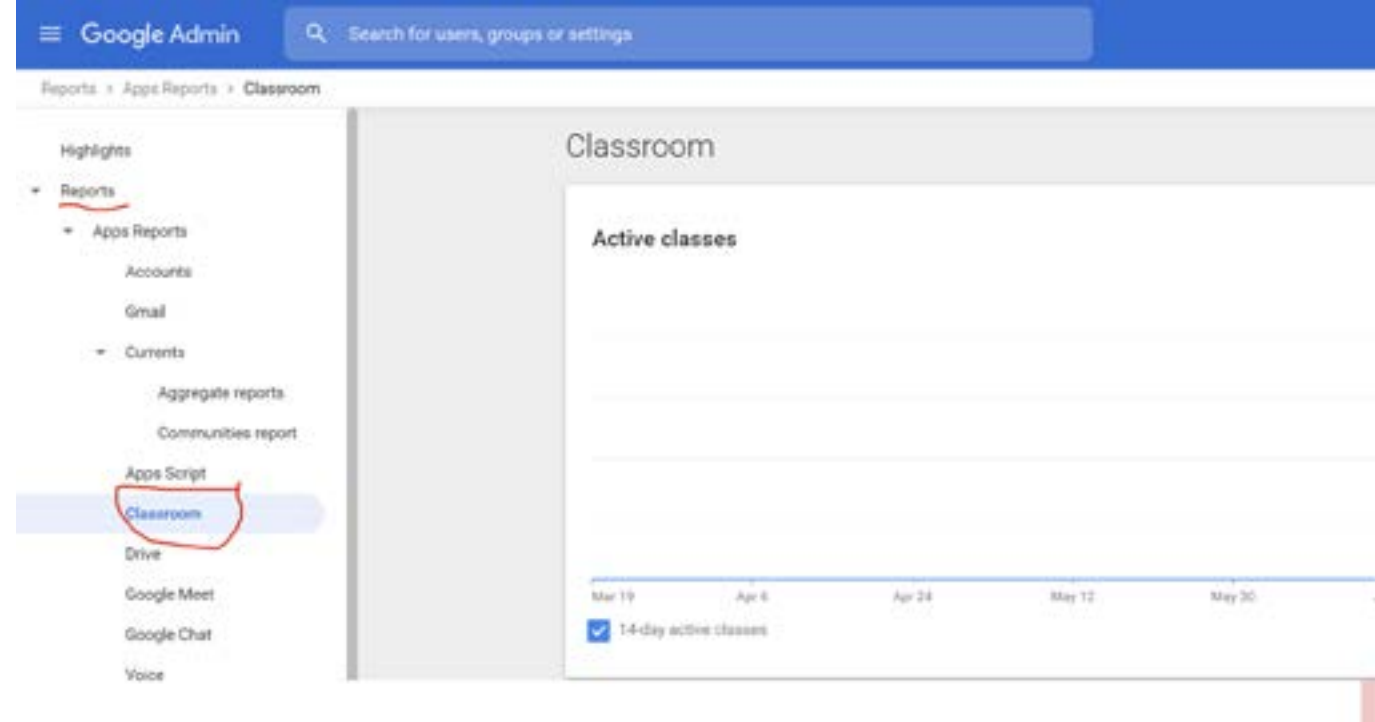 Google Admin
Search for users, groups or settings
Reports > Apps Reports > Classroom
Highlights
Reports
Apps Reports
Accounts
Gmail
Currents
Aggregate reports
Communities report
Apps Script
Classroom
Drive
Google Meet
Google Chat
Voice
Classroom
Active classes
Mar 19 Apr 6 Apr 24 May 12 May 30
14-day active classes